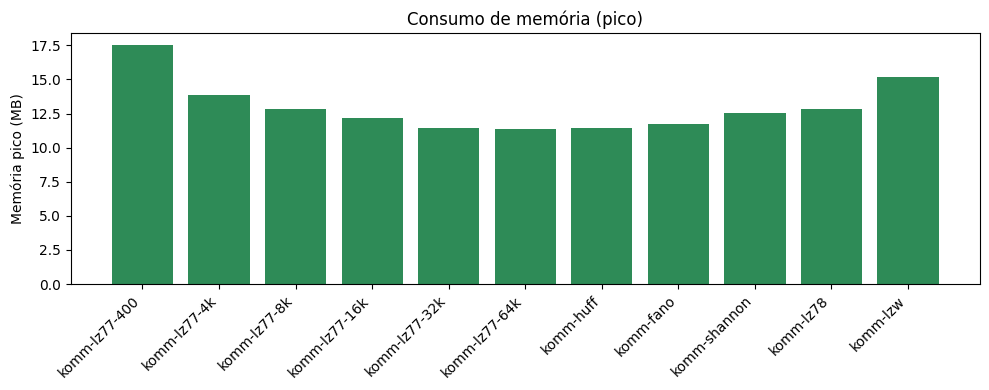 Consumo de memória (pico)
Memória pico (MB)
17.5
15.0
12.5
10.0
7.5
5.0
2.5
0.0
komm-lz77-400
komm-lz77-4k
komm-lz77-8k
komm-lz77-16k
komm-lz77-32k
komm-lz77-64k
komm-huff
komm-fano
komm-shannon
komm-lz78
komm-lzw